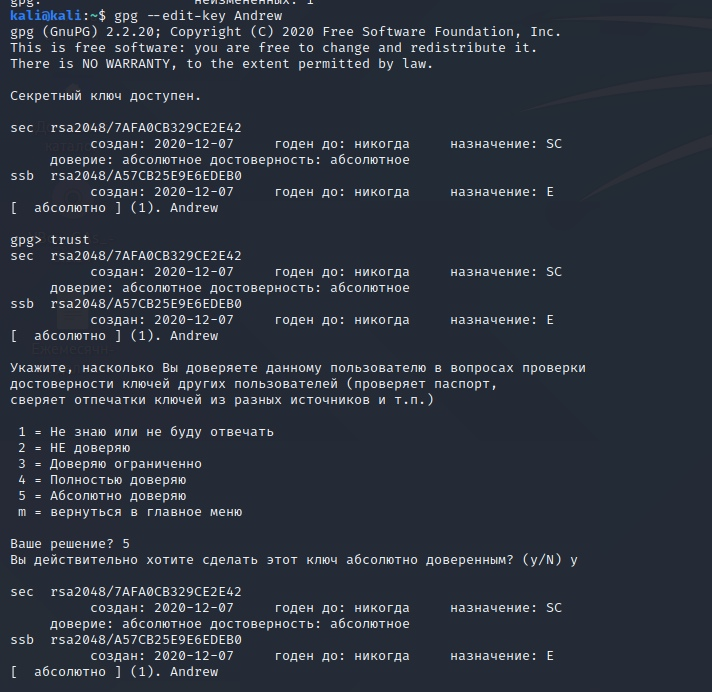 gpg:                неизмененных: 1
kali@kali:~$ gpg --edit-key Andrew
gpg (GnuPG) 2.2.20; Copyright (C) 2020 Free Software Foundation, Inc.
This is free software: you are free to change and redistribute it.
There is NO WARRANTY, to the extent permitted by law.
Секретный ключ доступен.
sec  rsa2048/7AFA0CB329CE2E42
создан: 2020-12-07     годен до: никогда     назначение: SC
доверие: абсолютное достоверность: абсолютное
ssb  rsa2048/A57CB25E9E6EDEB0
создан: 2020-12-07     годен до: никогда     назначение: E
[  абсолютно ] (1). Andrew
gpg> trust
sec  rsa2048/7AFA0CB329CE2E42
создан: 2020-12-07     годен до: никогда     назначение: SC
доверие: абсолютное достоверность: абсолютное
ssb  rsa2048/A57CB25E9E6EDEB0
создан: 2020-12-07     годен до: никогда     назначение: E
[  абсолютно ] (1). Andrew
Укажите, насколько Вы доверяете данному пользователю в вопросах проверки
достоверности ключей других пользователей (проверяет паспорт,
сверяет отпечатки ключей из разных источников и т.п.)
1 = Не знаю или не буду отвечать
2 = НЕ доверяю
3 = Доверяю ограниченно
4 = Полностью доверяю
5 = Абсолютно доверяю
m = вернуться в главное меню
Ваше решение? 5
Вы действительно хотите сделать этот ключ абсолютно доверенным? (y/N) y
sec  rsa2048/7AFA0CB329CE2E42
создан: 2020-12-07     годен до: никогда     назначение: SC
доверие: абсолютное достоверность: абсолютное
ssb  rsa2048/A57CB25E9E6EDEB0
создан: 2020-12-07     годен до: никогда     назначение: E
[  абсолютно ] (1). Andrew